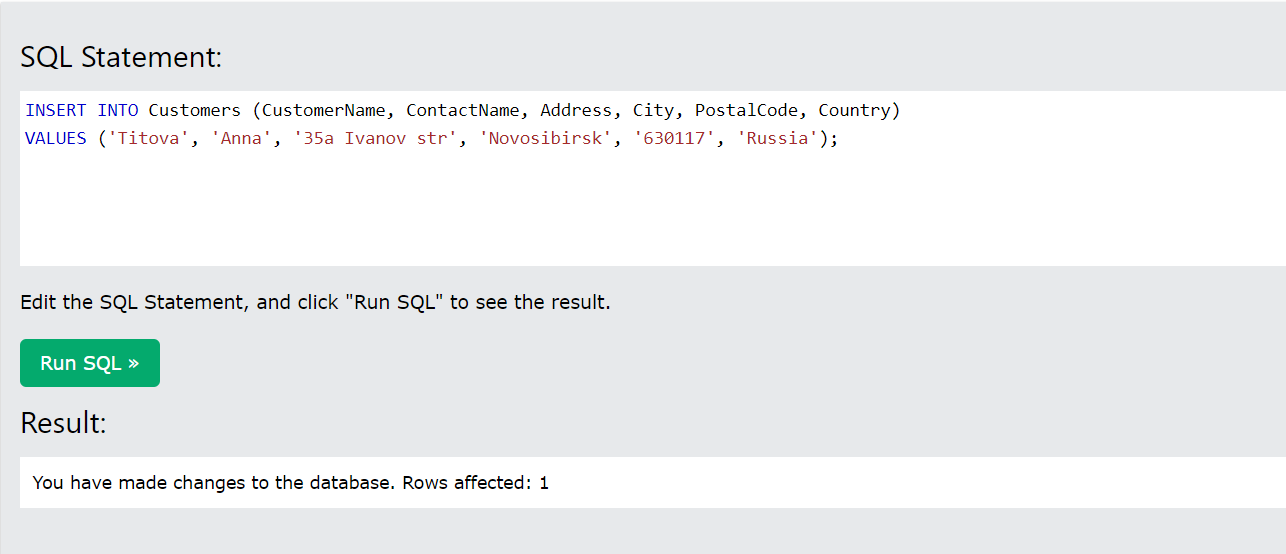 SQL Statement:
INSERT INTO Customers (CustomerName, ContactName, Address, City, PostalCode, Country)
VALUES ('Titova', 'Anna', '35a Ivanov str', 'Novosibirsk', '630117', 'Russia');
Edit the SQL Statement, and click "Run SQL" to see the result.
Run SQL »
Result:
You have made changes to the database. Rows affected: 1